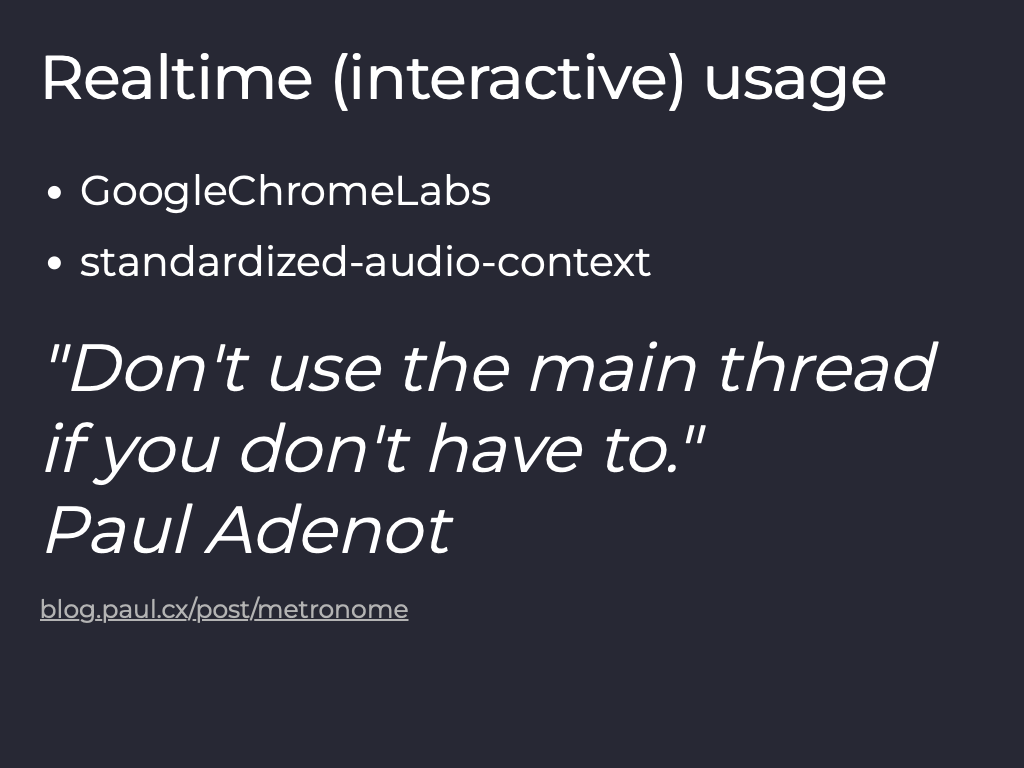 Realtime (interactive) usage
• GoogleChromeLabs
• standardized-audio-context
"Don't use the main thread
if you don't have to."
Paul Adenot
blog.paul.cx/post/metronome